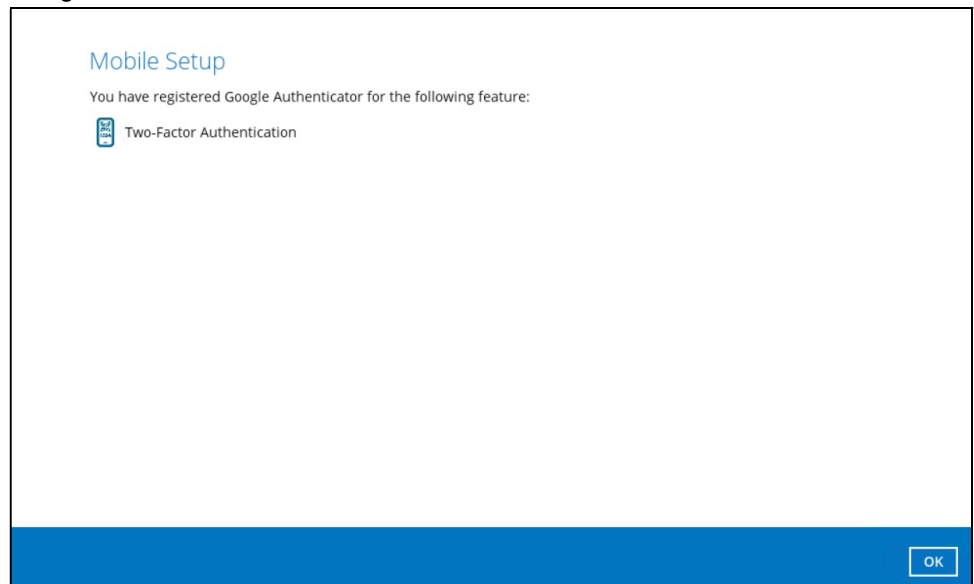 Mobile Setup
You have registered Google Authenticator for the following feature:
Two-Factor Authentication
OK